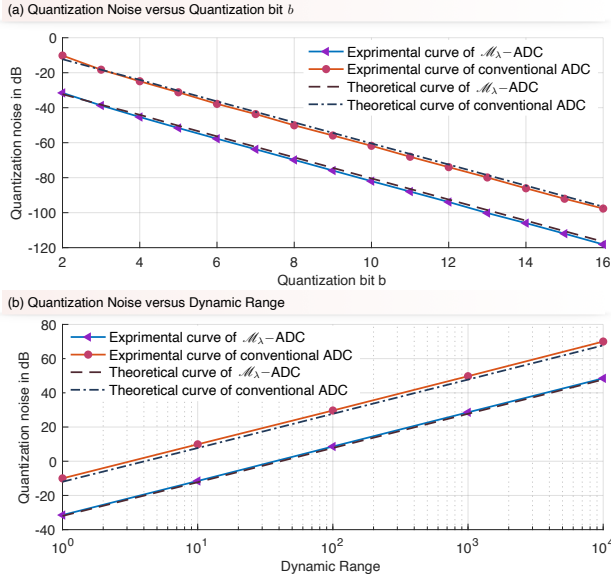 (a) Quantization Noise versus Quantization bit b
Quantization noise in dB
0
-20
-40
-60
-80
-100
-120
Exprimental curve of ℳλ−ADC
Exprimental curve of conventional ADC
Theoretical curve of ℳλ−ADC
Theoretical curve of conventional ADC
2 4 6 8 10 12 14 16
Quantization bit b
(b) Quantization Noise versus Dynamic Range
Quantization noise in dB
80
60
40
20
0
-20
-40
Exprimental curve of ℳλ−ADC
Exprimental curve of conventional ADC
Theoretical curve of ℳλ−ADC
Theoretical curve of conventional ADC
10⁰ 10¹ 10² 10³ 10⁴
Dynamic Range